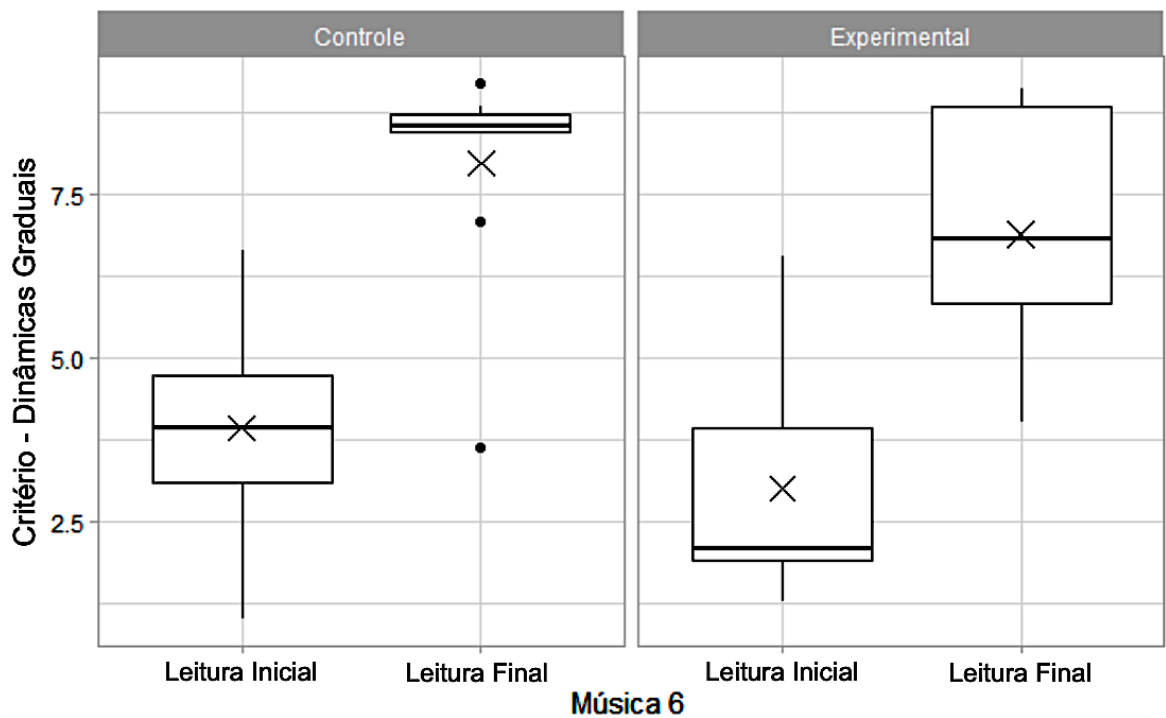 Controle
Experimental
Critério - Dinâmicas Graduais
7.5
5.0
2.5
Leitura Inicial
Leitura Final
Leitura Inicial
Leitura Final
Música 6